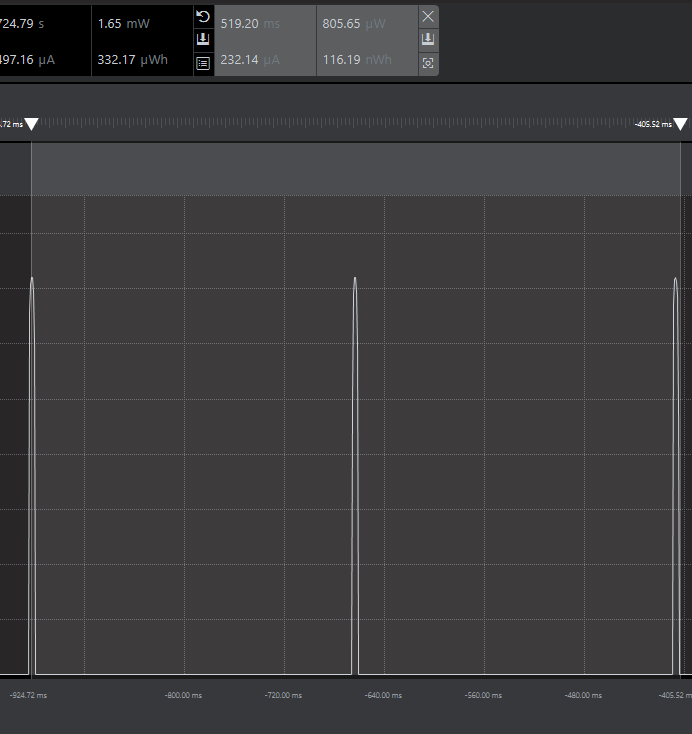 724.79 s 1.65 mW 519.20 ms 805.65 µW
497.16 µA 332.17 µWh 232.14 µA 116.19 nWh
.72 ms -405.52 ms
-924.72 ms -800.00 ms -720.00 ms -640.00 ms -560.00 ms -480.00 ms -405.52 m